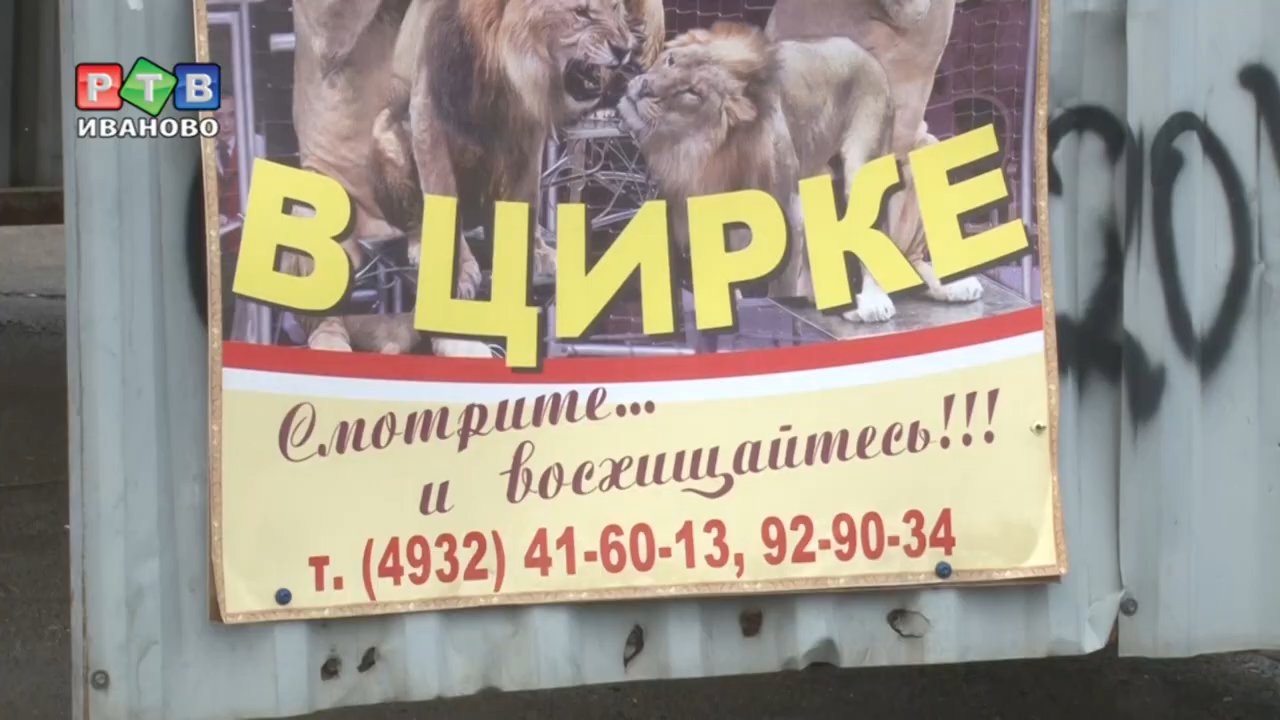 РТВ
ИВАНОВО
В ЦИРКЕ
Смотрите...
и восхищайтесь!!!
т. (4932) 41-60-13, 92-90-34